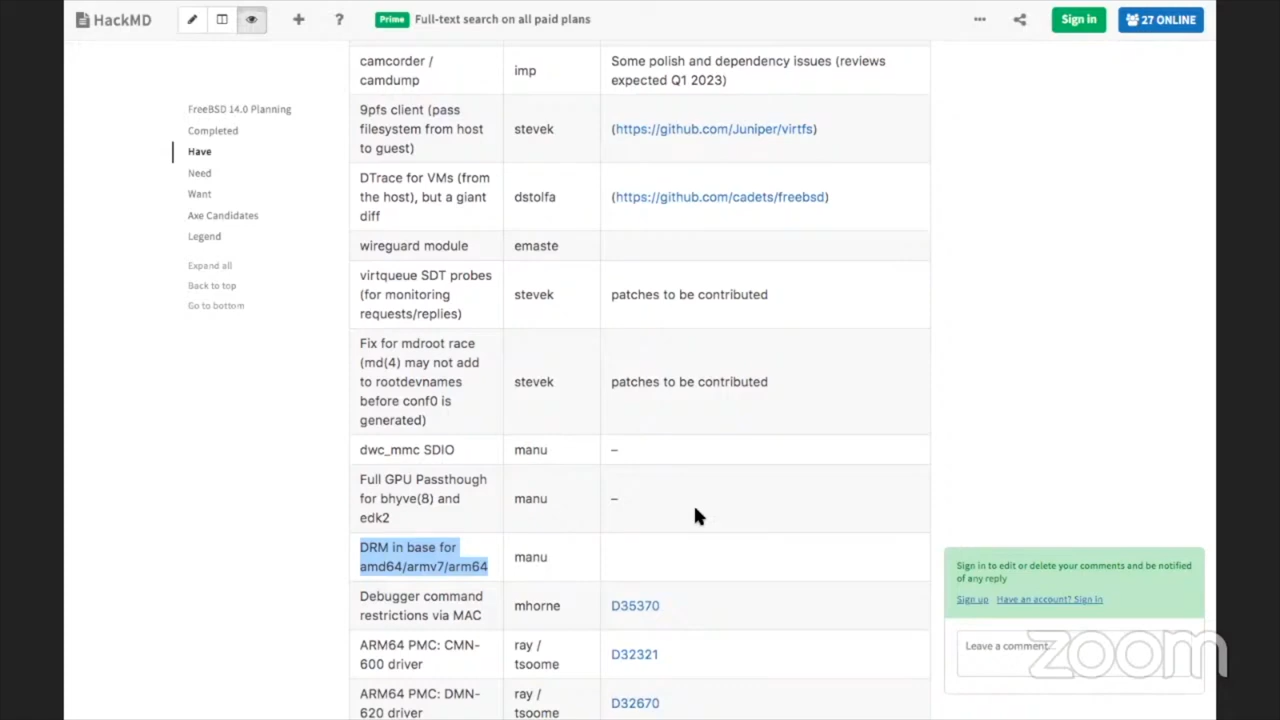 HackMD
?
Prime Full-text search on all paid plans
Sign in
27 ONLINE
FreeBSD 14.0 Planning
Completed
Have
Need
Want
Axe Candidates
Legend
Expand all
Back to top
Go to bottom
camcorder /
camdump
imp
Some polish and dependency issues (reviews
expected Q1 2023)
9pfs client (pass
filesystem from host
to guest)
stevek
(https://github.com/Juniper/virtfs)
DTrace for VMs (from
the host), but a giant
diff
dstolfa
(https://github.com/cadets/freebsd)
wireguard module
emaste
virtqueue SDT probes
(for monitoring
requests/replies)
stevek
patches to be contributed
Fix for mdroot race
(md(4) may not add
to rootdevnames
before conf0 is
generated)
stevek
patches to be contributed
dwc_mmc SDIO
manu
–
Full GPU Passthough
for bhyve(8) and
edk2
manu
–
DRM in base for
amd64/armv7/arm64
manu
Debugger command
restrictions via MAC
mhorne
D35370
ARM64 PMC: CMN-
600 driver
ray /
tsoome
D32321
ARM64 PMC: DMN-
620 driver
ray /
tsoome
D32670
Sign in to edit or delete your comments and be notified
of any reply
Sign up Have an account? Sign in
Leave a comment...
zoom